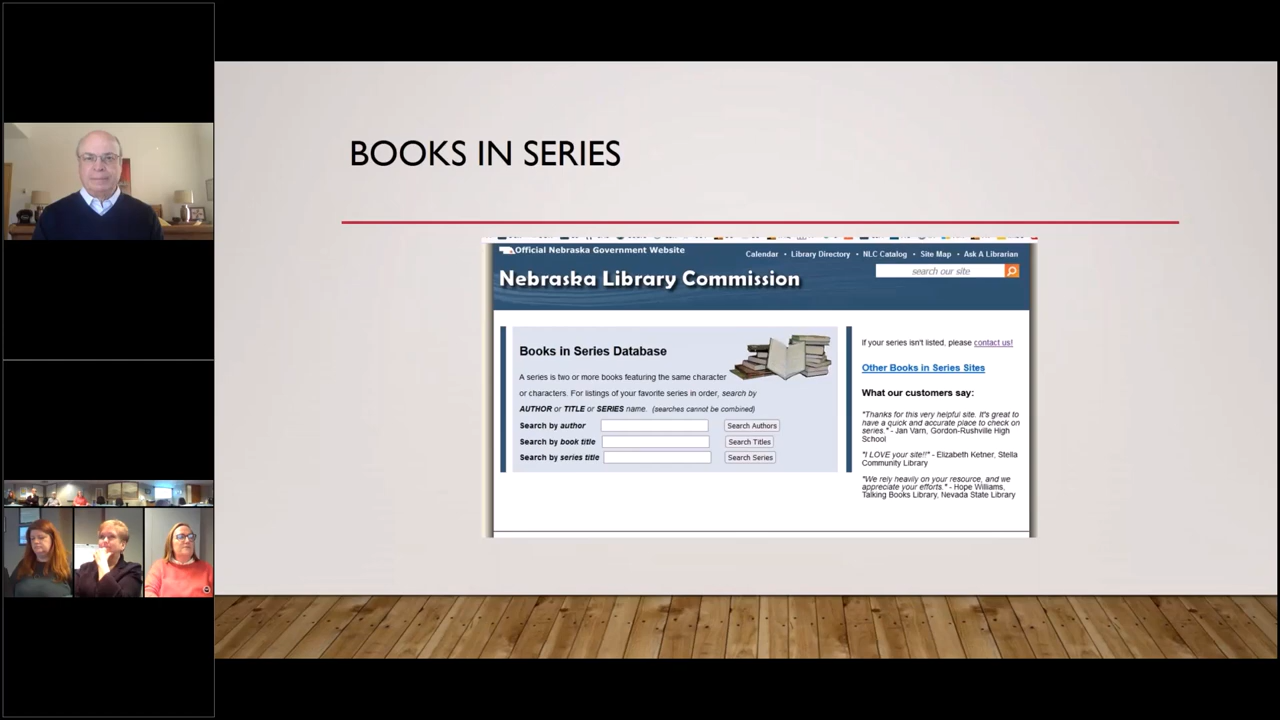 BOOKS IN SERIES
Official Nebraska Government Website
Calendar • Library Directory • NLC Catalog • Site Map • Ask A Librarian
Nebraska Library Commission
search our site
Books in Series Database
A series is two or more books featuring the same character
or characters. For listings of your favorite series in order, search by
AUTHOR or TITLE or SERIES name. (searches cannot be combined)
Search by author
Search Authors
Search by book title
Search Titles
Search by series title
Search Series
If your series isn't listed, please contact us!
Other Books in Series Sites
What our customers say:
"Thanks for this very helpful site. It's great to
have a quick and accurate place to check on
series." - Jan Varn, Gordon-Rushville High
School
"I LOVE your site!!" - Elizabeth Ketner, Stella
Community Library
"We rely heavily on your resource, and we
appreciate your efforts." - Hope Williams,
Talking Books Library, Nevada State Library